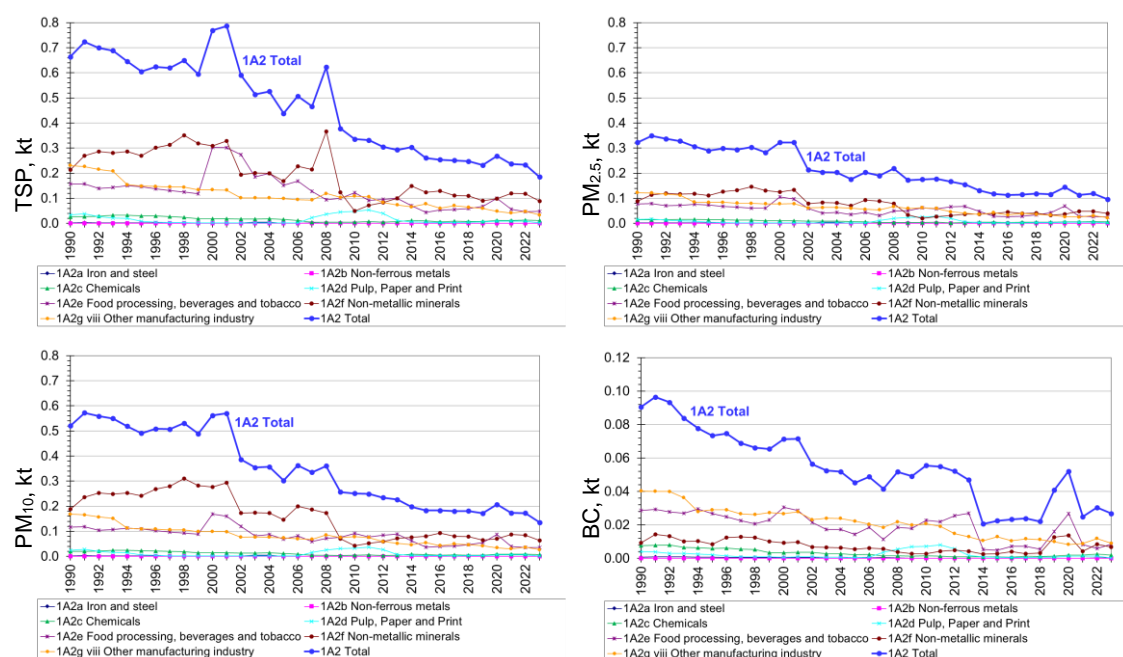 TSP, kt
0.8
0.7
0.6
0.5
0.4
0.3
0.2
0.1
0.0
1A2 Total
1990 1992 1994 1996 1998 2000 2002 2004 2006 2008 2010 2012 2014 2016 2018 2020 2022
1A2a Iron and steel 1A2b Non-ferrous metals
1A2c Chemicals 1A2d Pulp, Paper and Print
1A2e Food processing, beverages and tobacco 1A2f Non-metallic minerals
1A2g viii Other manufacturing industry 1A2 Total
PM2.5, kt
0.8
0.7
0.6
0.5
0.4
0.3
0.2
0.1
0.0
1A2 Total
1990 1992 1994 1996 1998 2000 2002 2004 2006 2008 2010 2012 2014 2016 2018 2020 2022
1A2a Iron and steel 1A2b Non-ferrous metals
1A2c Chemicals 1A2d Pulp, Paper and Print
1A2e Food processing, beverages and tobacco 1A2f Non-metallic minerals
1A2g viii Other manufacturing industry 1A2 Total
PM10, kt
0.8
0.7
0.6
0.5
0.4
0.3
0.2
0.1
0.0
1A2 Total
1990 1992 1994 1996 1998 2000 2002 2004 2006 2008 2010 2012 2014 2016 2018 2020 2022
1A2a Iron and steel 1A2b Non-ferrous metals
1A2c Chemicals 1A2d Pulp, Paper and Print
1A2e Food processing, beverages and tobacco 1A2f Non-metallic minerals
1A2g viii Other manufacturing industry 1A2 Total
BC, kt
0.12
0.10
0.08
0.06
0.04
0.02
0.00
1A2 Total
1990 1992 1994 1996 1998 2000 2002 2004 2006 2008 2010 2012 2014 2016 2018 2020 2022
1A2a Iron and steel 1A2b Non-ferrous metals
1A2c Chemicals 1A2d Pulp, Paper and Print
1A2e Food processing, beverages and tobacco 1A2f Non-metallic minerals
1A2g viii Other manufacturing industry 1A2 Total